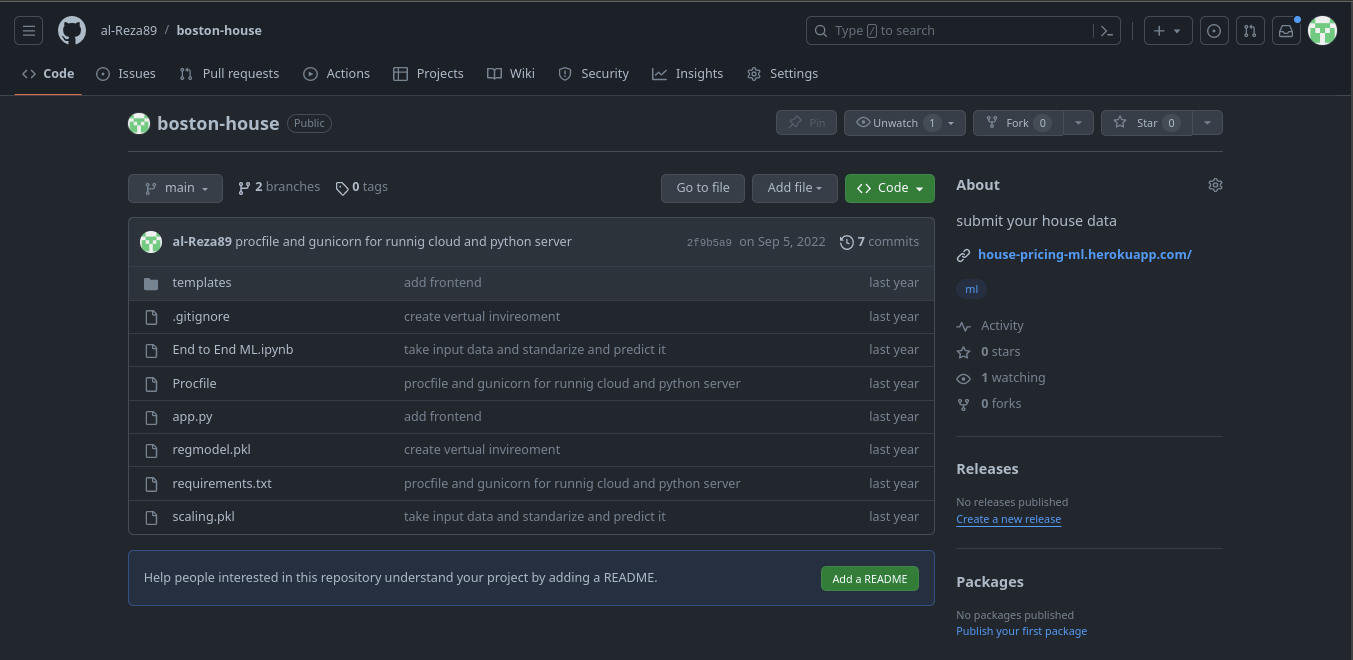 al-Reza89 / boston-house
Type / to search
Code Issues Pull requests Actions Projects Wiki Security Insights Settings
boston-house Public
Pin Unwatch 1 Fork 0 Star 0
main 2 branches 0 tags Go to file Add file Code
al-Reza89 procfile and gunicorn for runnig cloud and python server 2f9b5a9 on Sep 5, 2022 7 commits
templates add frontend last year
.gitignore create vertual invireoment last year
End to End ML.ipynb take input data and standarize and predict it last year
Procfile procfile and gunicorn for runnig cloud and python server last year
app.py add frontend last year
regmodel.pkl create vertual invireoment last year
requirements.txt procfile and gunicorn for runnig cloud and python server last year
scaling.pkl take input data and standarize and predict it last year
Help people interested in this repository understand your project by adding a README. Add a README
About
submit your house data
house-pricing-ml.herokuapp.com/
ml
Activity
0 stars
1 watching
0 forks
Releases
No releases published
Create a new release
Packages
No packages published
Publish your first package